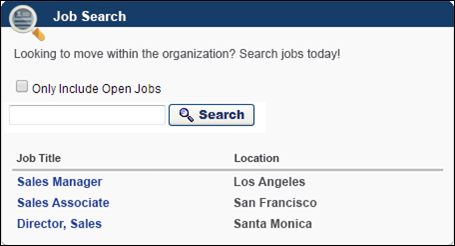 Job Search
Looking to move within the organization? Search jobs today!
Only Include Open Jobs
Search
Job Title Location
Sales Manager Los Angeles
Sales Associate San Francisco
Director, Sales Santa Monica